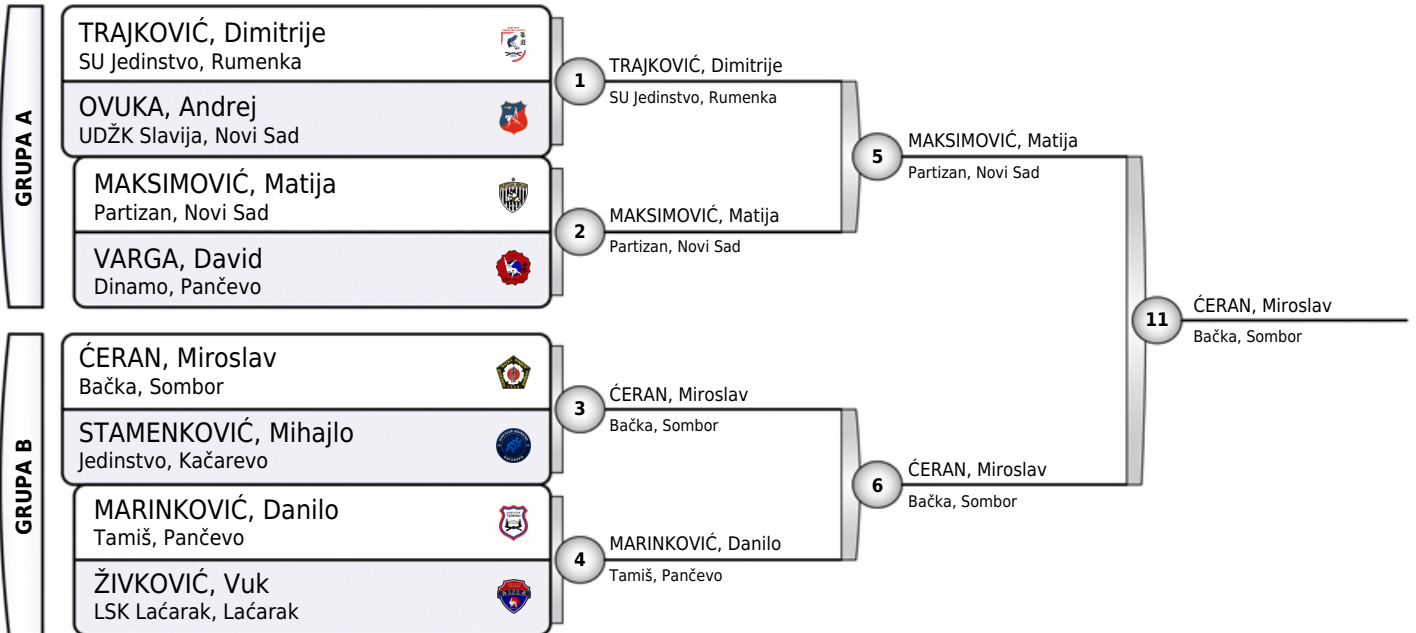 GRUPA A
TRAJKOVIĆ, Dimitrije
SU Jedinstvo, Rumenka
OVUKA, Andrej
UDŽK Slavija, Novi Sad
MAKSIMOVIĆ, Matija
Partizan, Novi Sad
VARGA, David
Dinamo, Pančevo
GRUPA B
ĆERAN, Miroslav
Bačka, Sombor
STAMENKOVIĆ, Mihajlo
Jedinstvo, Kačarevo
MARINKOVIĆ, Danilo
Tamiš, Pančevo
ŽIVKOVIĆ, Vuk
LSK Laćarak, Laćarak
1
TRAJKOVIĆ, Dimitrije
SU Jedinstvo, Rumenka
2
MAKSIMOVIĆ, Matija
Partizan, Novi Sad
3
ĆERAN, Miroslav
Bačka, Sombor
4
MARINKOVIĆ, Danilo
Tamiš, Pančevo
5
MAKSIMOVIĆ, Matija
Partizan, Novi Sad
6
ĆERAN, Miroslav
Bačka, Sombor
11
ĆERAN, Miroslav
Bačka, Sombor